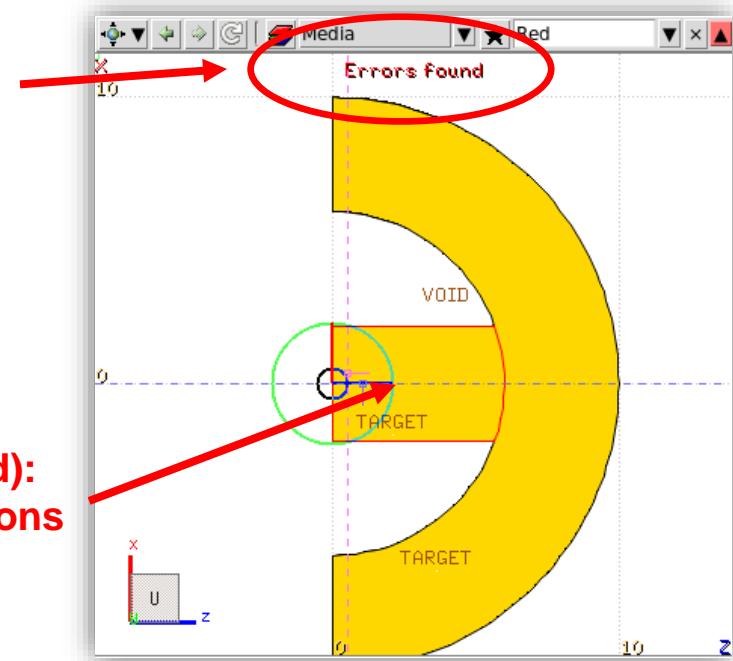 Media Red
Errors found
x
10
VOID
0
TARGET
d):
ons
TARGET
x
U
z
0 10 Z